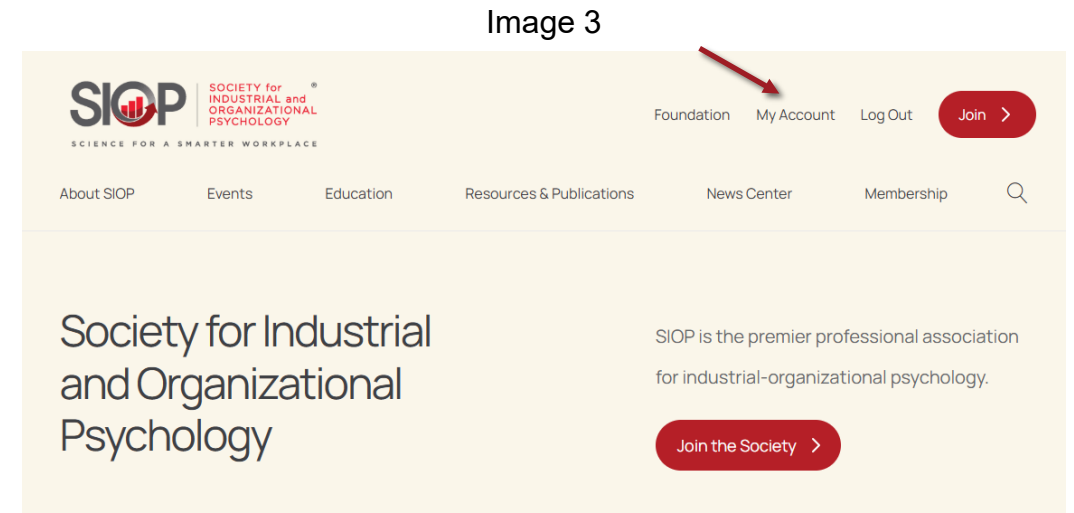 Image 3
SIOP
SOCIETY for
INDUSTRIAL and
ORGANIZATIONAL
PSYCHOLOGY
®
SCIENCE FOR A SMARTER WORKPLACE
Foundation My Account Log Out Join
About SIOP Events Education Resources & Publications News Center Membership
Society for Industrial
and Organizational
Psychology
SIOP is the premier professional association
for industrial-organizational psychology.
Join the Society